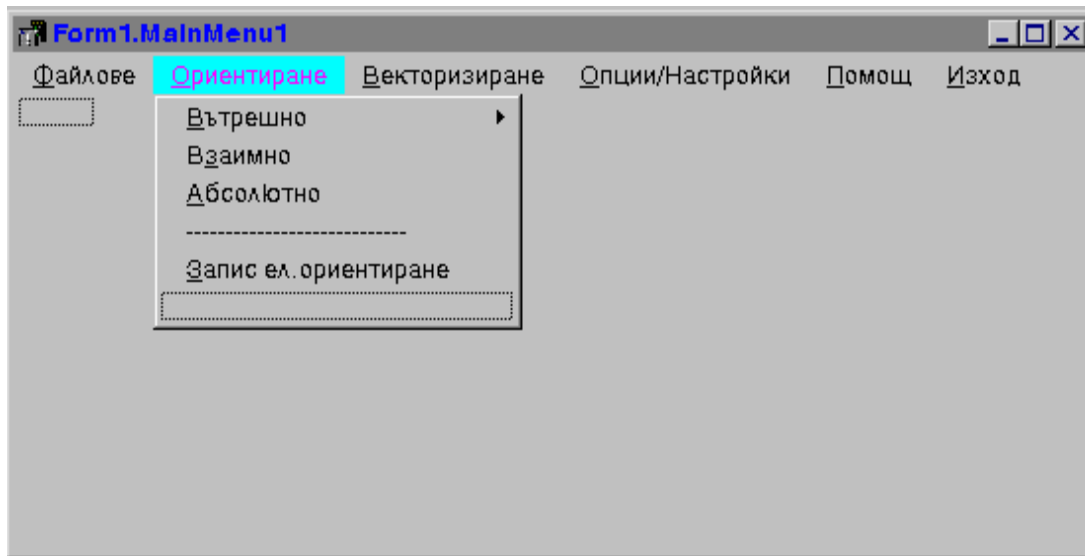 Form1.MainMenu1
Файлове Ориентиране Векторизиране Опции/Настройки Помощ Изход
Вътрешно
Взаимно
Абсолютно
----------------------------
Запис ел.ориентиране